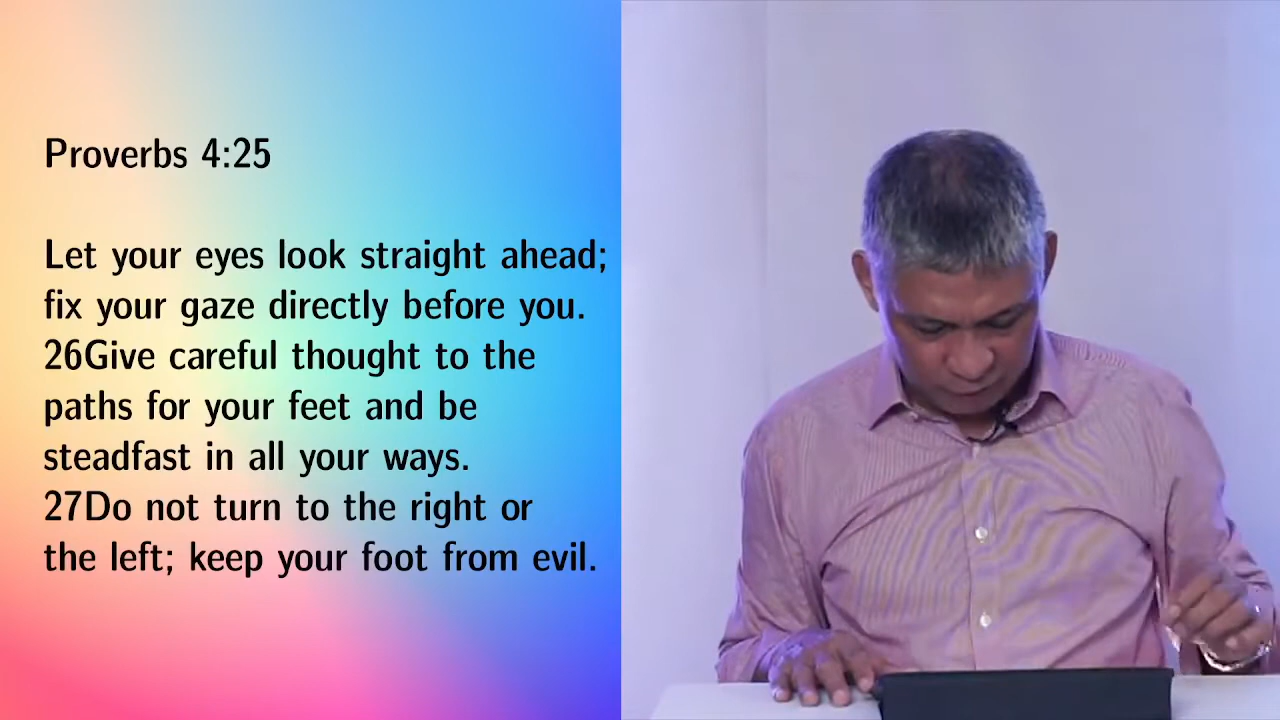 Proverbs 4:25
Let your eyes look straight ahead;
fix your gaze directly before you.
26Give careful thought to the
paths for your feet and be
steadfast in all your ways.
27Do not turn to the right or
the left; keep your foot from evil.